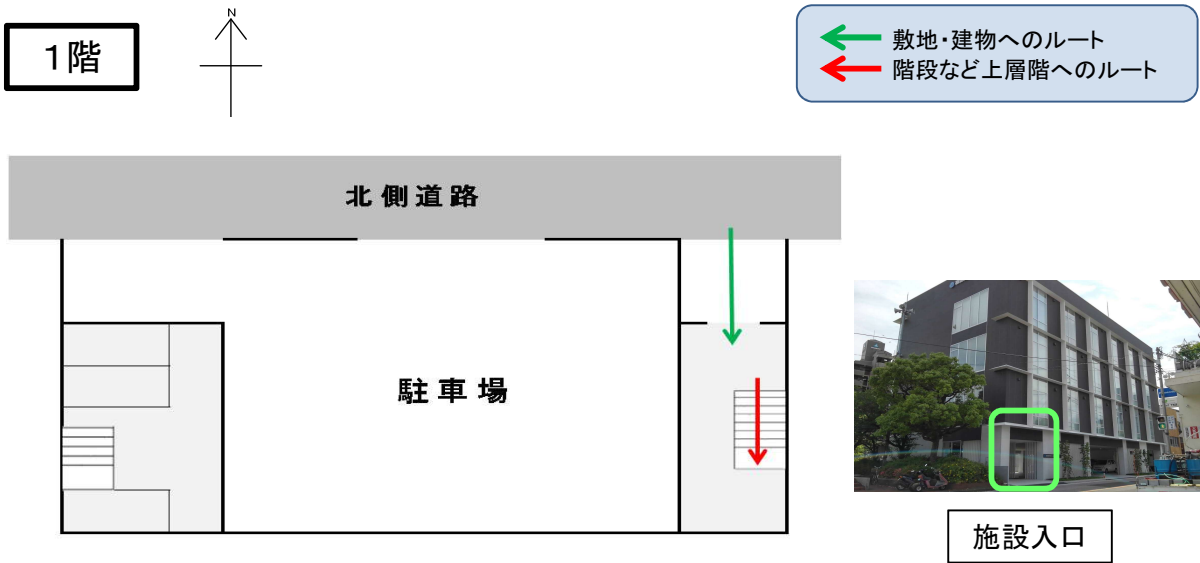 1階
N
敷地・建物へのルート
階段など上層階へのルート
北側道路
駐車場
施設入口